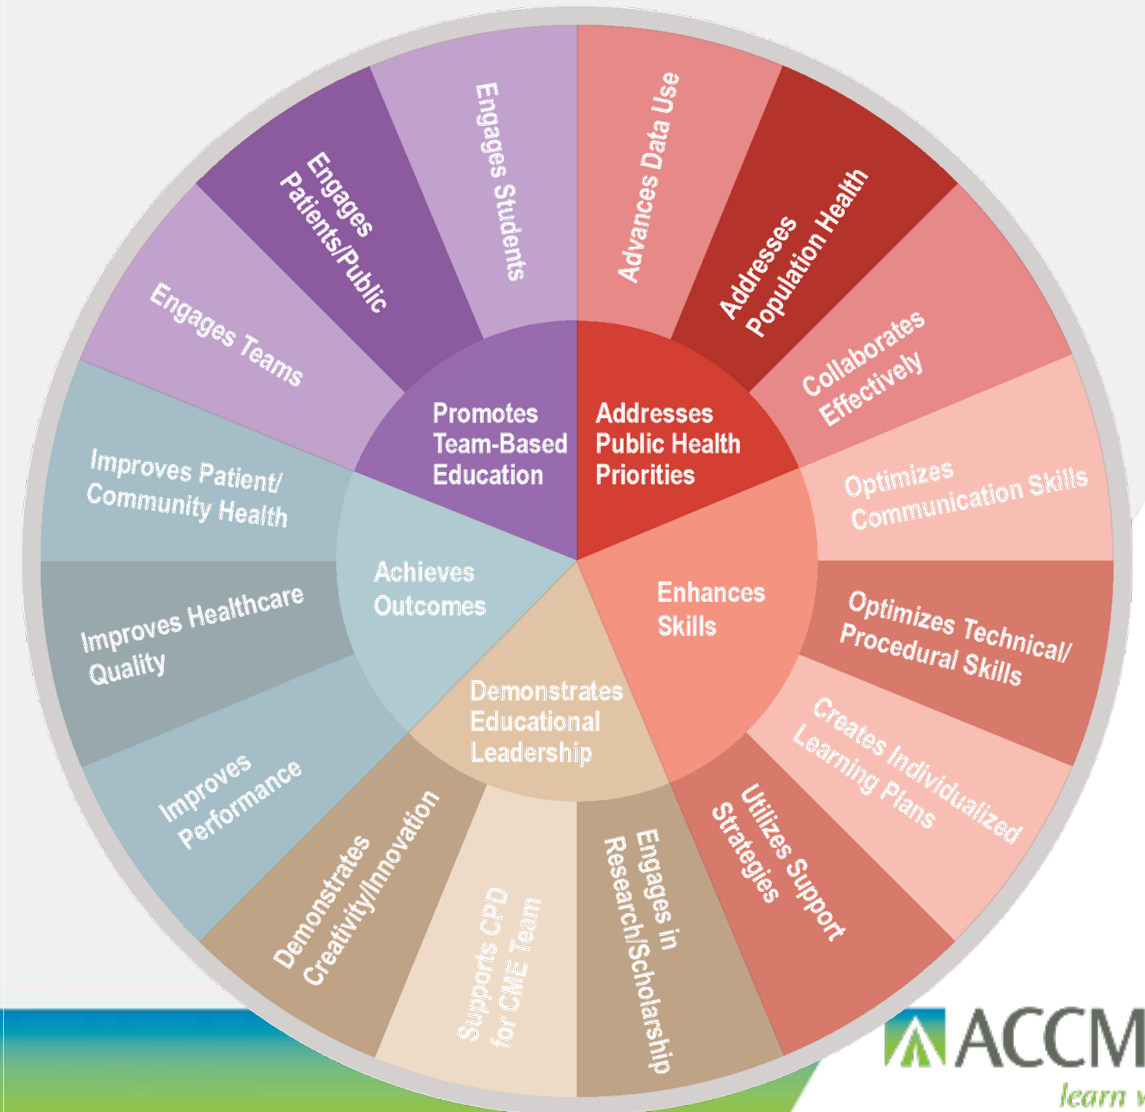 Engages Students
Advances Data Use
Engages
Patients/Public
Addresses
Population Health
Engages Teams
Collaborates
Effectively
Promotes
Team-Based
Education
Addresses
Public Health
Priorities
Improves Patient/
Community Health
Optimizes
Communication Skills
Achieves
Outcomes
Enhances
Skills
Improves Healthcare
Quality
Optimizes Technical/
Procedural Skills
Demonstrates
Educational
Leadership
Improves
Performance
Creates Individualized
Learning Plans
Demonstrates
Creativity/Innovation
Supports CPD
for CME Team
Engages in
Research/Scholarship
Utilizes Support
Strategies
ACCM
learn